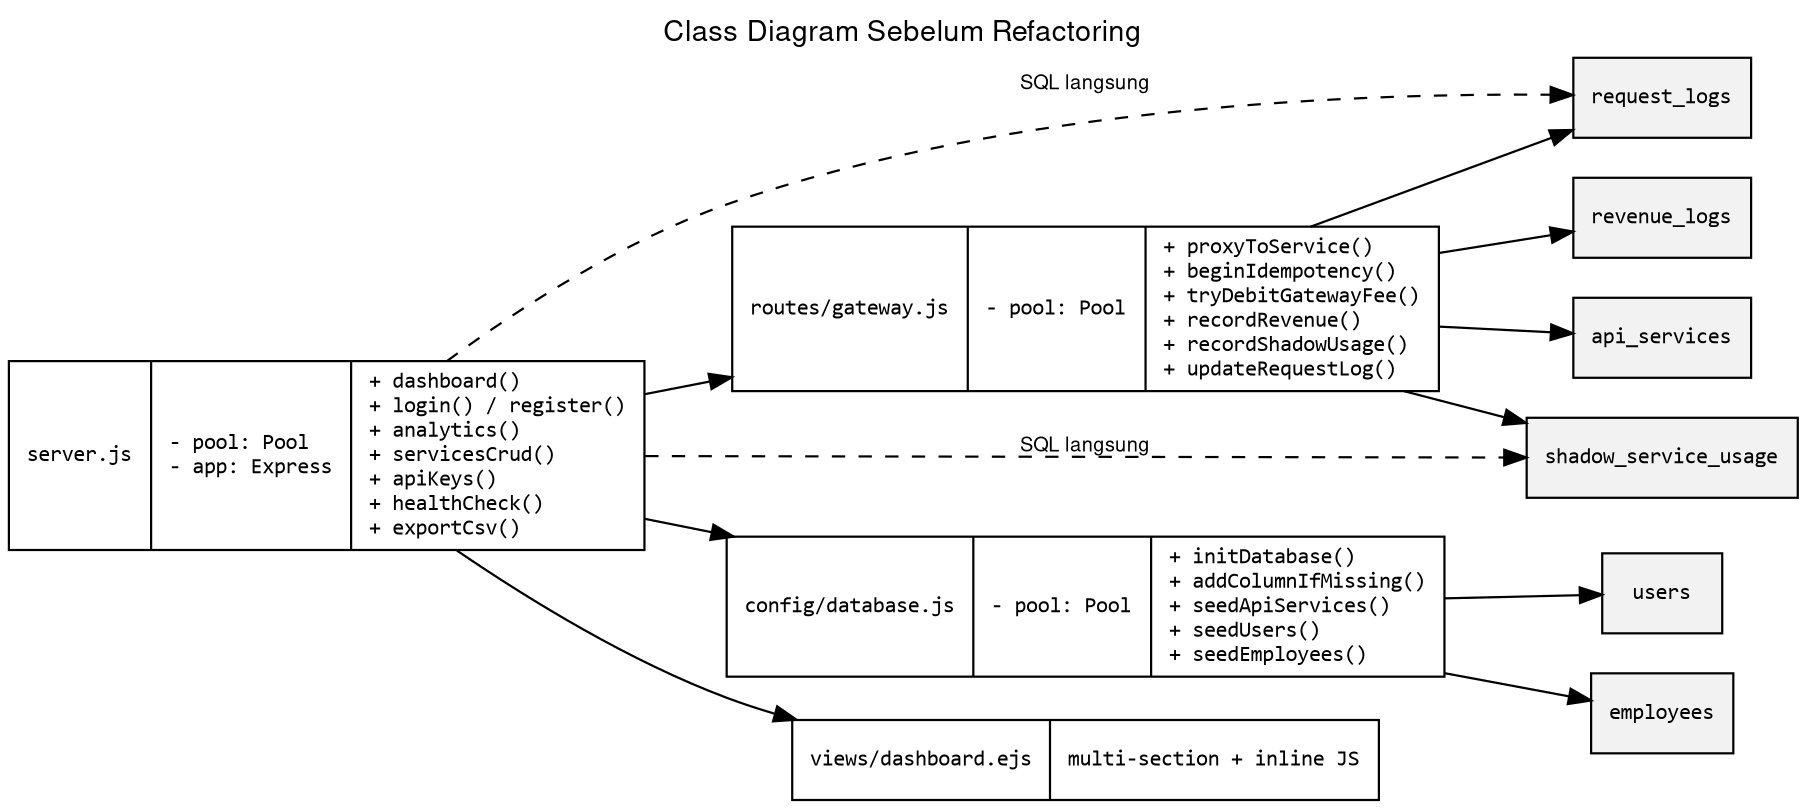 Class Diagram Sebelum Refactoring
SQL langsung
request_logs
revenue_logs
routes/gateway.js
- pool: Pool
+ proxyToService()
+ beginIdempotency()
+ tryDebitGatewayFee()
+ recordRevenue()
+ recordShadowUsage()
+ updateRequestLog()
api_services
server.js
- pool: Pool
- app: Express
+ dashboard()
+ login() / register()
+ analytics()
+ servicesCrud()
+ apiKeys()
+ healthCheck()
+ exportCsv()
SQL langsung
shadow_service_usage
config/database.js
- pool: Pool
+ initDatabase()
+ addColumnIfMissing()
+ seedApiServices()
+ seedUsers()
+ seedEmployees()
users
employees
views/dashboard.ejs
multi-section + inline JS